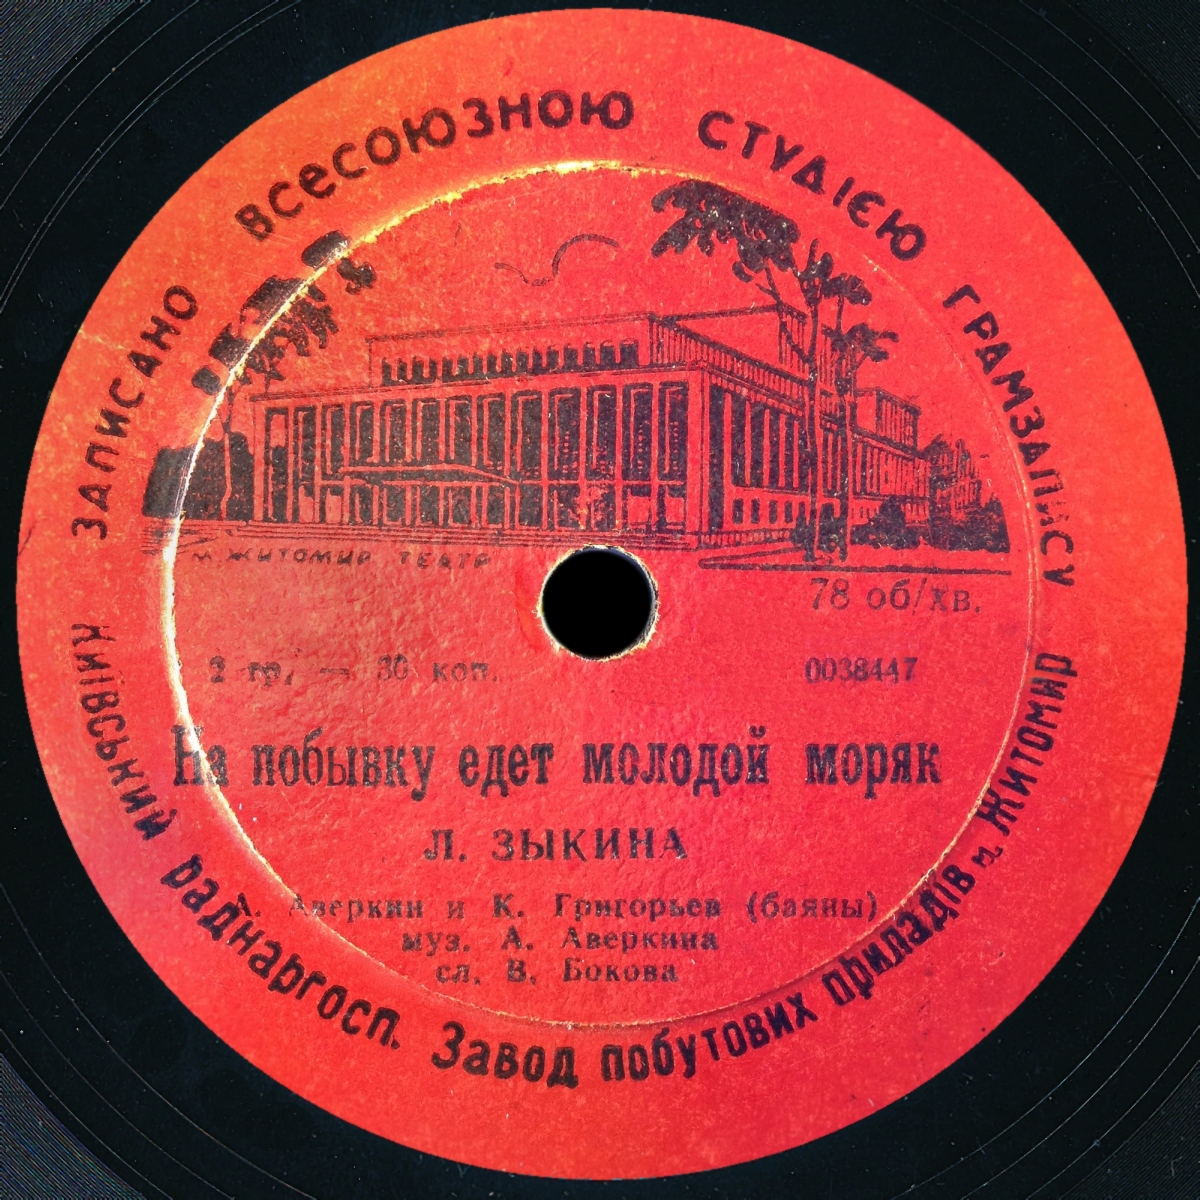 ЗАПИСАНО ВСЕСОЮЗНОЮ СТУДІЄЮ ГРАМЗАПИСУ
м. ЖИТОМИР ТЕАТР
78 об/хв.
2 гр. — 30 коп. 0038447
На побывку едет молодой моряк
Л. ЗЫКИНА
Аверкин и К. Григорьев (баяны)
муз. А. Аверкина
сл. В. Бокова
Київський раднаргосп. Завод побутових приладів м. Житомир